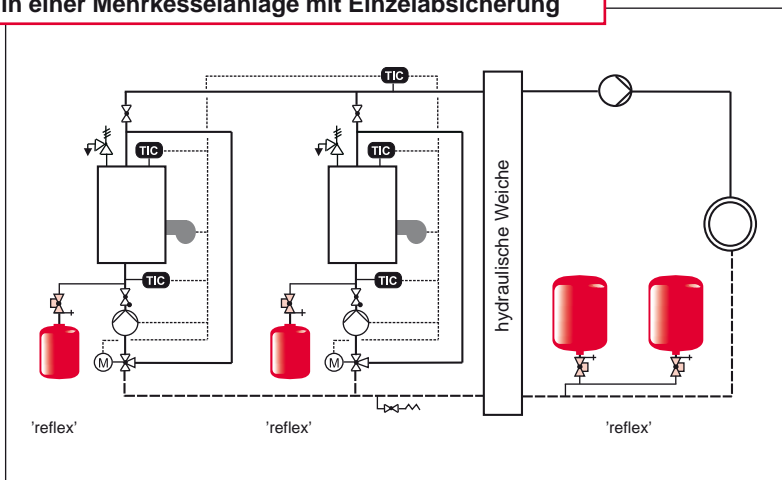 in einer Mehrkesselanlage mit Einzelabsicherung
TIC
TIC
TIC
hydraulische Weiche
TIC
TIC
M
M
'reflex'
'reflex'
'reflex'